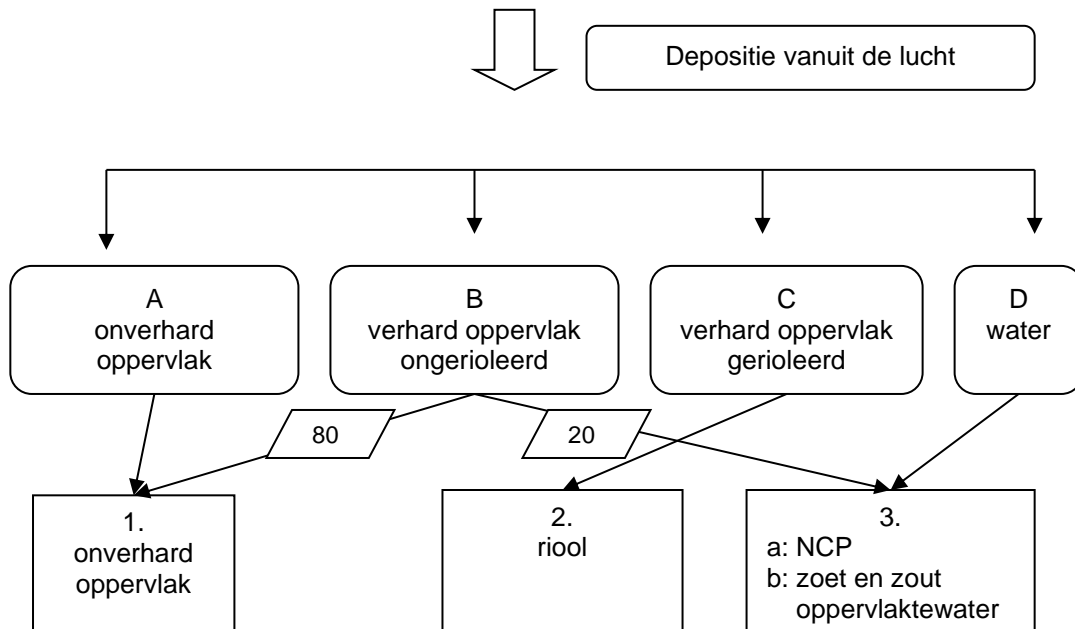 Depositie vanuit de lucht
A
onverhard
oppervlak
B
verhard oppervlak
ongerioleerd
C
verhard oppervlak
gerioleerd
D
water
80
20
1.
onverhard
oppervlak
2.
riool
3.
a: NCP
b: zoet en zout
oppervlaktewater